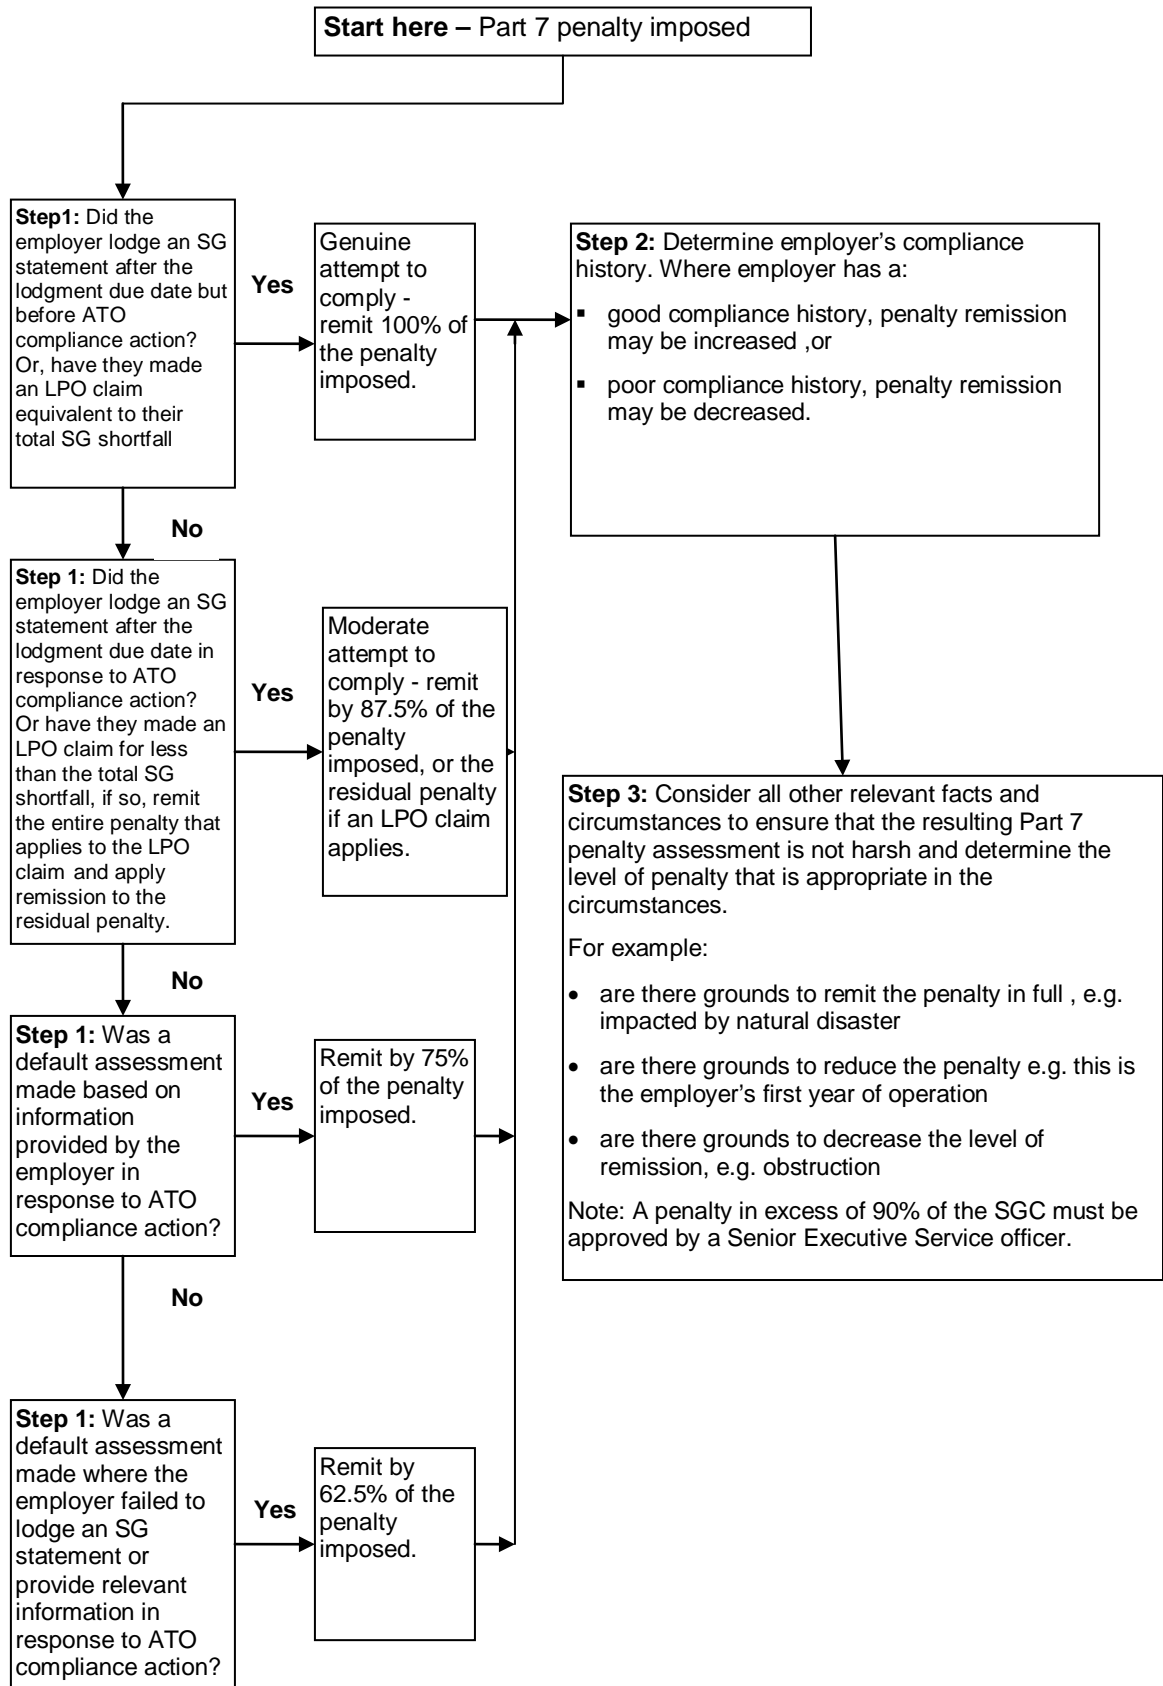 Start here – Part 7 penalty imposed
Step1: Did the
employer lodge an SG
statement after the
lodgment due date but
before ATO
compliance action?
Or, have they made
an LPO claim
equivalent to their
total SG shortfall
Yes
Genuine
attempt to
comply -
remit 100% of
the penalty
imposed.
Step 2: Determine employer’s compliance
history. Where employer has a:
▪ good compliance history, penalty remission
may be increased ,or
▪ poor compliance history, penalty remission
may be decreased.
No
Step 1: Did the
employer lodge an SG
statement after the
lodgment due date in
response to ATO
compliance action?
Or have they made an
LPO claim for less
than the total SG
shortfall, if so, remit
the entire penalty that
applies to the LPO
claim and apply
remission to the
residual penalty.
Yes
Moderate
attempt to
comply - remit
by 87.5% of the
penalty
imposed, or the
residual penalty
if an LPO claim
applies.
Step 3: Consider all other relevant facts and
circumstances to ensure that the resulting Part 7
penalty assessment is not harsh and determine the
level of penalty that is appropriate in the
circumstances.
For example:
• are there grounds to remit the penalty in full , e.g.
impacted by natural disaster
• are there grounds to reduce the penalty e.g. this is
the employer’s first year of operation
• are there grounds to decrease the level of
remission, e.g. obstruction
Note: A penalty in excess of 90% of the SGC must be
approved by a Senior Executive Service officer.
No
Step 1: Was a
default assessment
made based on
information
provided by the
employer in
response to ATO
compliance action?
Yes
Remit by 75%
of the penalty
imposed.
No
Step 1: Was a
default assessment
made where the
employer failed to
lodge an SG
statement or
provide relevant
information in
response to ATO
compliance action?
Yes
Remit by
62.5% of the
penalty
imposed.